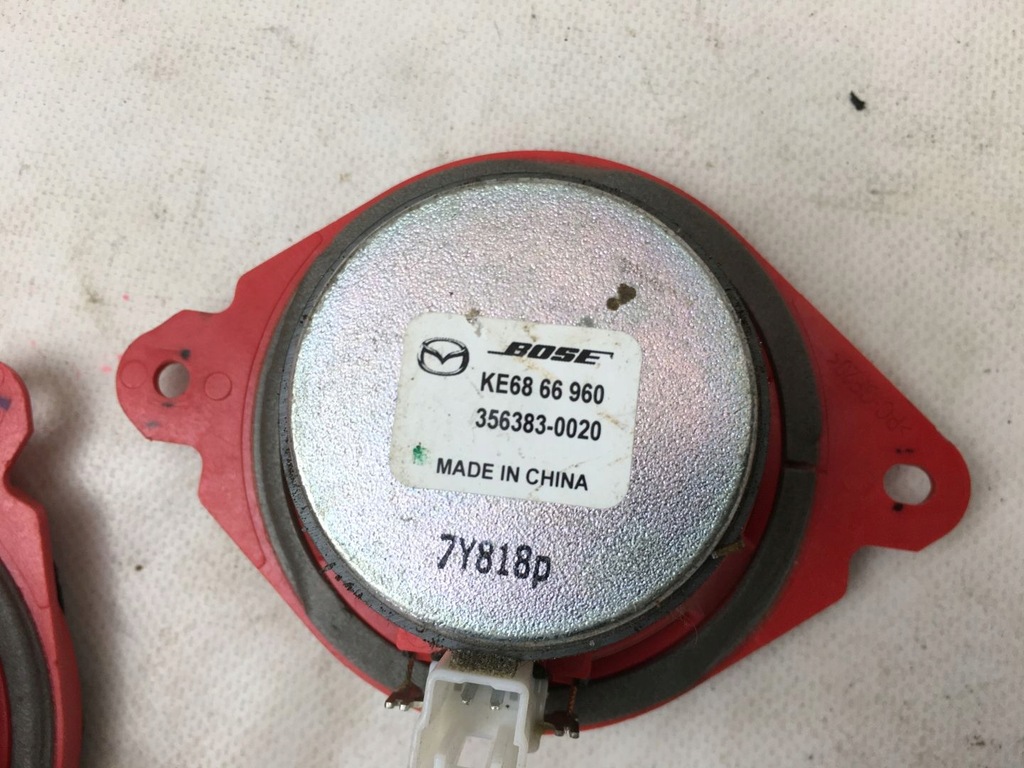 BOSE
KE68 66 960
356383-0020
MADE IN CHINA
7Y818p